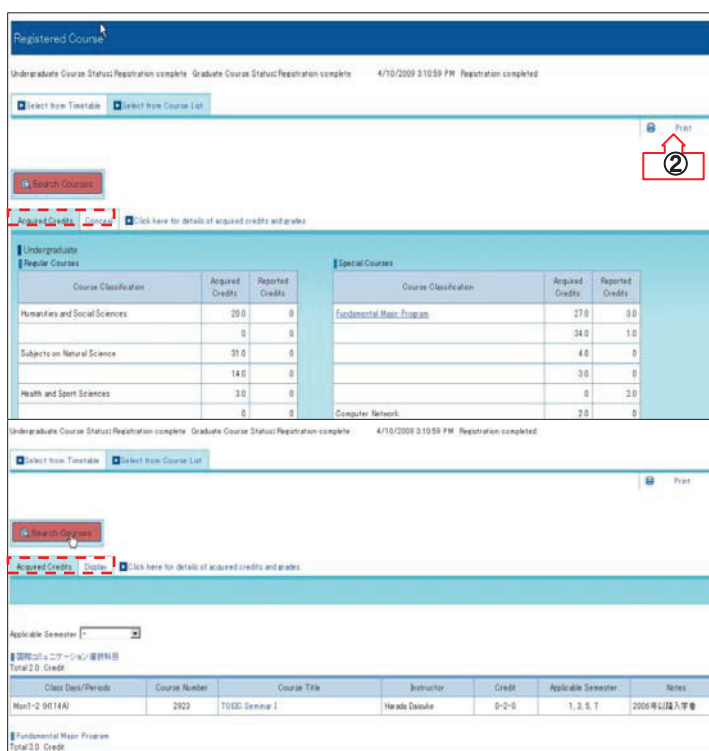 Registered Course
Undergraduate Course Status: Registration complete Graduate Course Status: Registration complete 4/10/2009 3:10:59 PM Registration completed
Select from Timetable Select from Course List
Print
②
Search Courses
Acquired Credits Conceal Click here for details of acquired credits and grades
Undergraduate
Regular Courses Special Courses
Course Classification Acquired Credits Reported Credits Course Classification Acquired Credits Reported Credits
Humanities and Social Sciences 20.0 0 Fundamental Major Program 27.0 3.0
0 0 34.0 1.0
Subjects on Natural Science 31.0 0 4.0 0
14.0 0 3.0 0
Health and Sport Sciences 3.0 0 0 2.0
0 0 Computer Network 2.0 0
Undergraduate Course Status: Registration complete Graduate Course Status: Registration complete 4/10/2009 3:10:59 PM Registration completed
Select from Timetable Select from Course List
Print
Search Courses
Acquired Credits Display Click here for details of acquired credits and grades
Applicable Semester -
国際コミュニケーション選択科目
Total 2.0 Credit
Class Days/Periods Course Number Course Title Instructor Credit Applicable Semester Notes
Mon1-2 (H114A) 2923 TOEIC Seminar I Harada Daisuke 0-2-0 1, 3, 5, 7 2006年以降入学者
Fundamental Major Program
Total 3.0 Credit